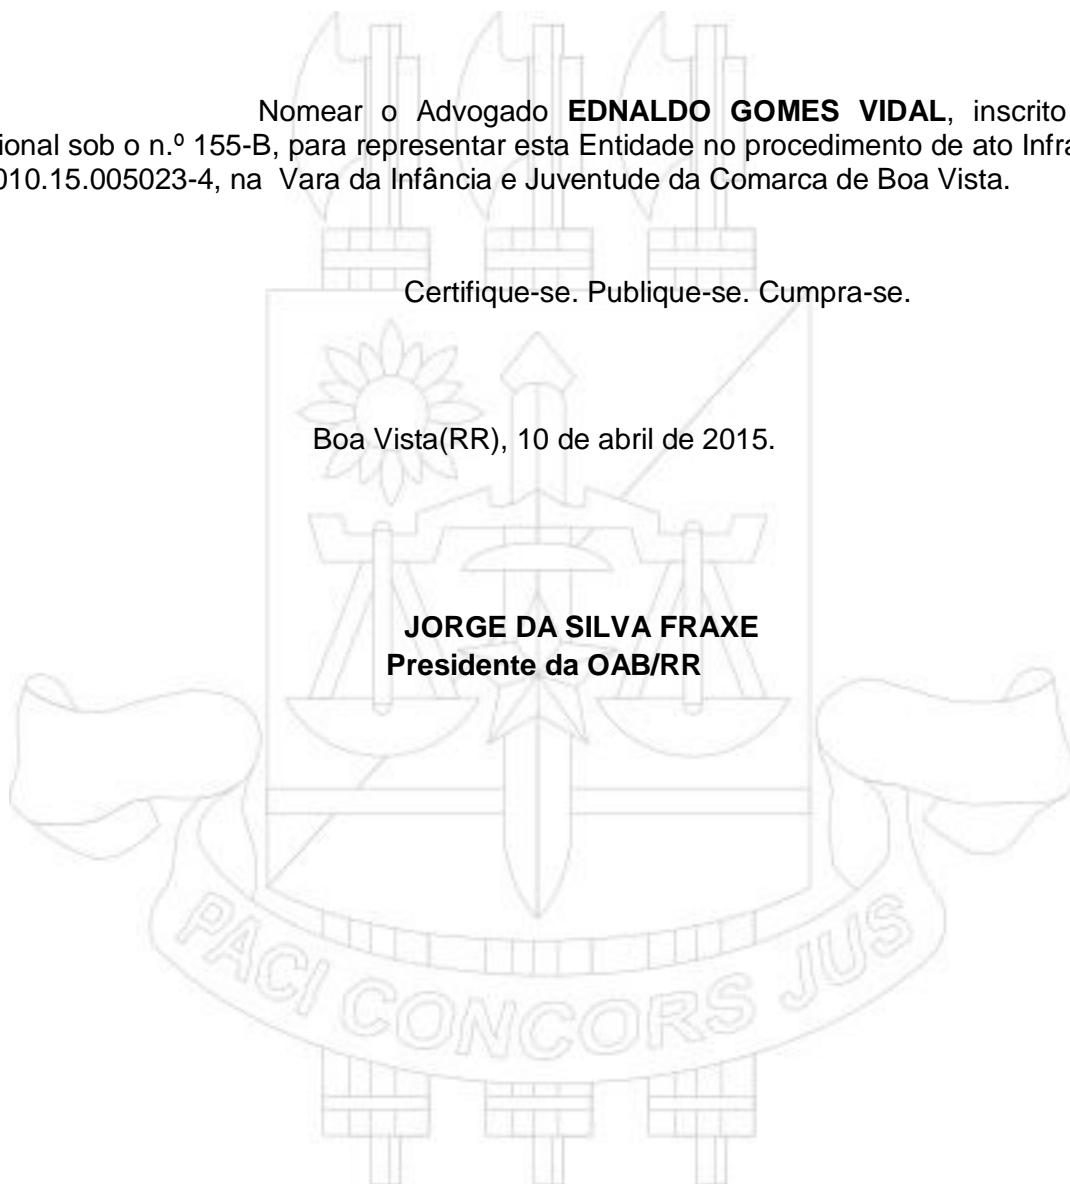 Nomear o Advogado EDNALDO GOMES VIDAL, inscrito
ional sob o n.º 155-B, para representar esta Entidade no procedimento de ato Infra
010.15.005023-4, na Vara da Infância e Juventude da Comarca de Boa Vista.
Certifique-se. Publique-se. Cumpra-se.
Boa Vista(RR), 10 de abril de 2015.
JORGE DA SILVA FRAXE
Presidente da OAB/RR
PACI CONCORS JUS